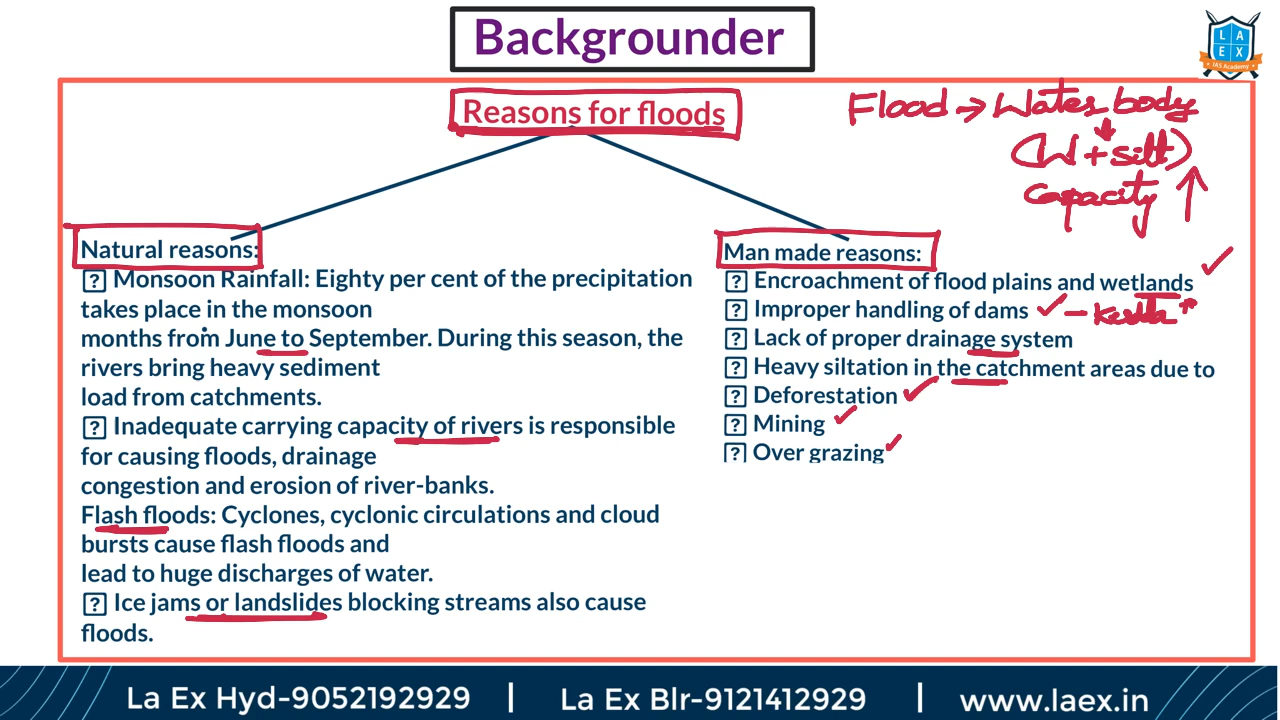 Backgrounder
L A
E X
IAS Academy
Reasons for floods
Flood → Water body
↓
(W + silt)
capacity ↑
Natural reasons:
⍰ Monsoon Rainfall: Eighty per cent of the precipitation
takes place in the monsoon
months from June to September. During this season, the
rivers bring heavy sediment
load from catchments.
⍰ Inadequate carrying capacity of rivers is responsible
for causing floods, drainage
congestion and erosion of river-banks.
Flash floods: Cyclones, cyclonic circulations and cloud
bursts cause flash floods and
lead to huge discharges of water.
⍰ Ice jams or landslides blocking streams also cause
floods.
Man made reasons:
⍰ Encroachment of flood plains and wetlands ✓
⍰ Improper handling of dams ✓ –
⍰ Lack of proper drainage system
⍰ Heavy siltation in the catchment areas due to
⍰ Deforestation ✓
⍰ Mining ✓
⍰ Over grazing ✓
La Ex Hyd-9052192929 | La Ex Blr-9121412929 | www.laex.in